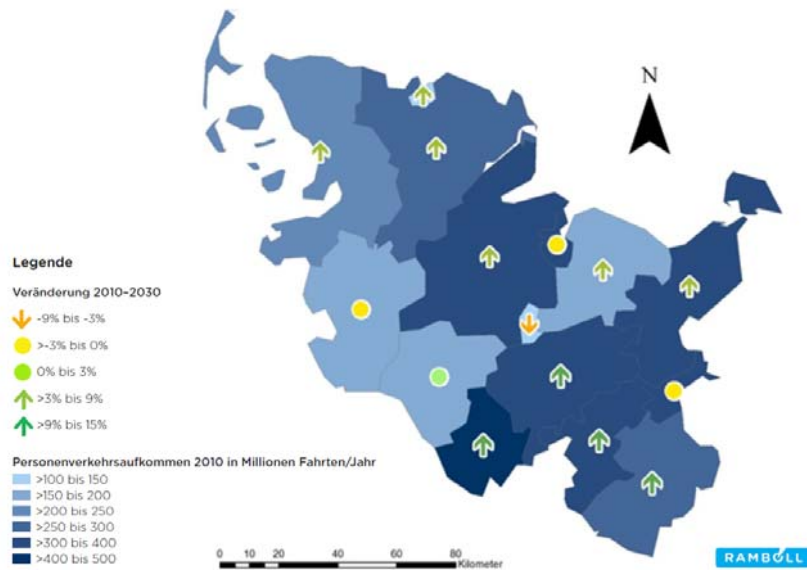 N
Legende
Veränderung 2010–2030
-9% bis -3%
>-3% bis 0%
0% bis 3%
>3% bis 9%
>9% bis 15%
Personenverkehrsaufkommen 2010 in Millionen Fahrten/Jahr
>100 bis 150
>150 bis 200
>200 bis 250
>250 bis 300
>300 bis 400
>400 bis 500
0 10 20 40 60 80
Kilometer
RAMBOLL